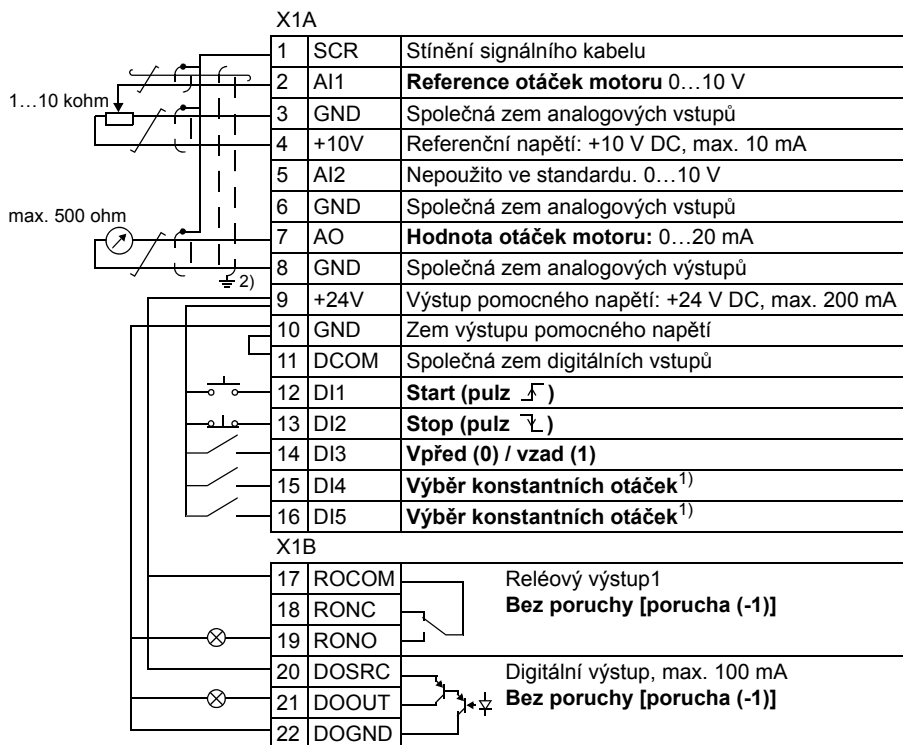 X1A
1 SCR Stínění signálního kabelu
2 AI1 Reference otáček motoru 0…10 V
1…10 kohm
3 GND Společná zem analogových vstupů
4 +10V Referenční napětí: +10 V DC, max. 10 mA
5 AI2 Nepoužito ve standardu. 0…10 V
6 GND Společná zem analogových vstupů
max. 500 ohm
7 AO Hodnota otáček motoru: 0…20 mA
8 GND Společná zem analogových výstupů
2)
9 +24V Výstup pomocného napětí: +24 V DC, max. 200 mA
10 GND Zem výstupu pomocného napětí
11 DCOM Společná zem digitálních vstupů
12 DI1 Start (pulz )
13 DI2 Stop (pulz )
14 DI3 Vpřed (0) / vzad (1)
15 DI4 Výběr konstantních otáček1)
16 DI5 Výběr konstantních otáček1)
X1B
17 ROCOM Reléový výstup1
18 RONC Bez poruchy [porucha (-1)]
19 RONO
20 DOSRC Digitální výstup, max. 100 mA
21 DOOUT Bez poruchy [porucha (-1)]
22 DOGND